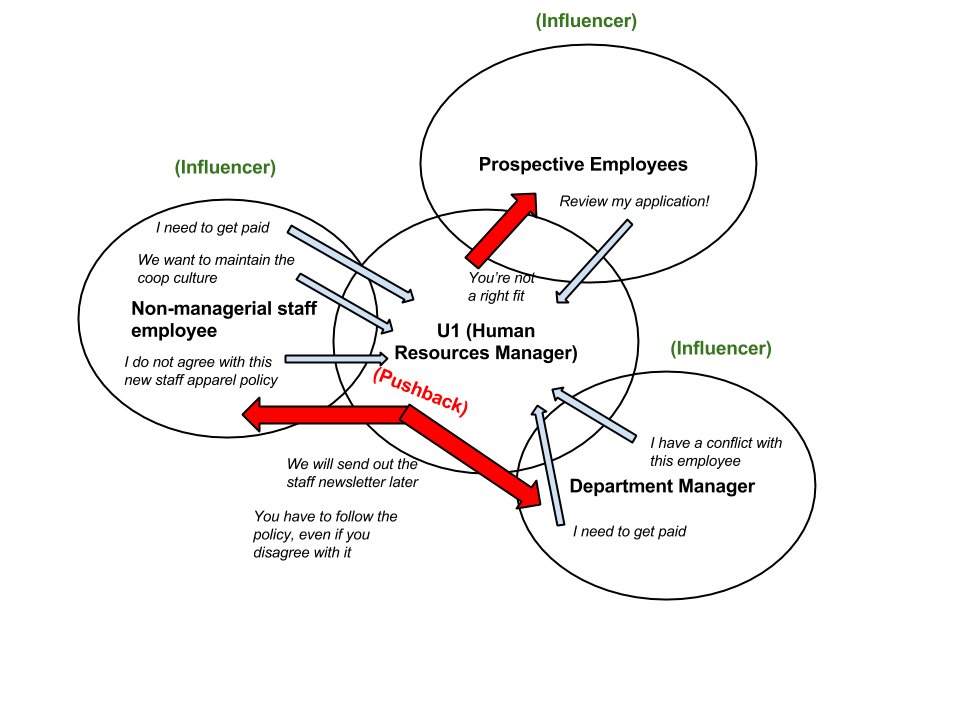 (Influencer)
Prospective Employees
Review my application!
You're not
a right fit
(Influencer)
I need to get paid
We want to maintain the
coop culture
Non-managerial staff
employee
I do not agree with this
new staff apparel policy
U1 (Human
Resources Manager)
(Pushback)
We will send out the
staff newsletter later
You have to follow the
policy, even if you
disagree with it
(Influencer)
I have a conflict with
this employee
Department Manager
I need to get paid